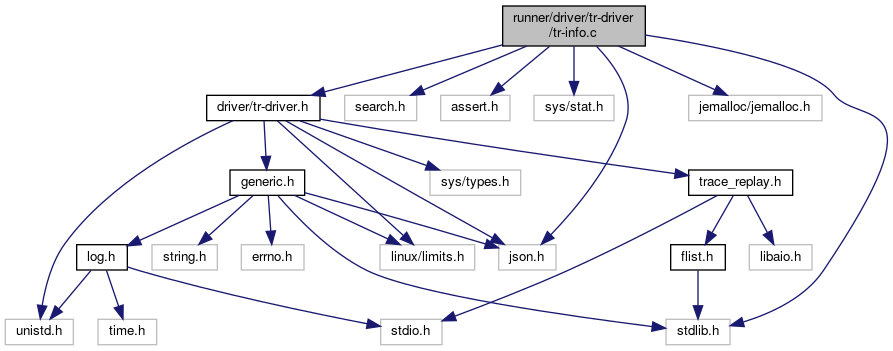 runner/driver/tr-driver
/tr-info.c
driver/tr-driver.h
search.h
assert.h
sys/stat.h
jemalloc/jemalloc.h
generic.h
sys/types.h
trace_replay.h
log.h
string.h
errno.h
linux/limits.h
json.h
flist.h
libaio.h
unistd.h
time.h
stdio.h
stdlib.h